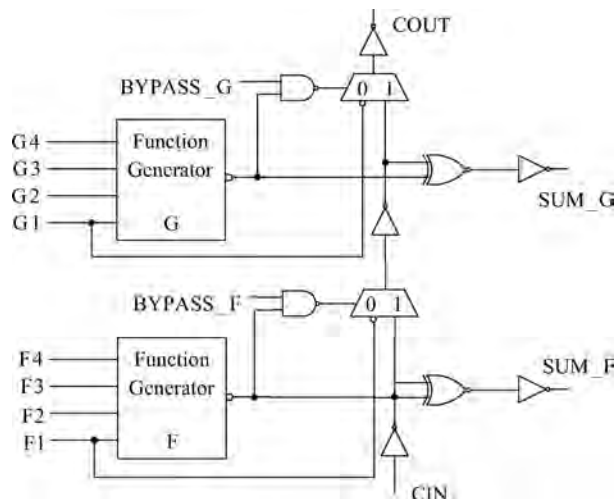 COUT
BYPASS_G
0 1
G4
Function
G3
Generator
G2
G1
G
SUM_G
BYPASS_F
0 1
F4
Function
F3
Generator
F2
F1
F
SUM_F
CIN